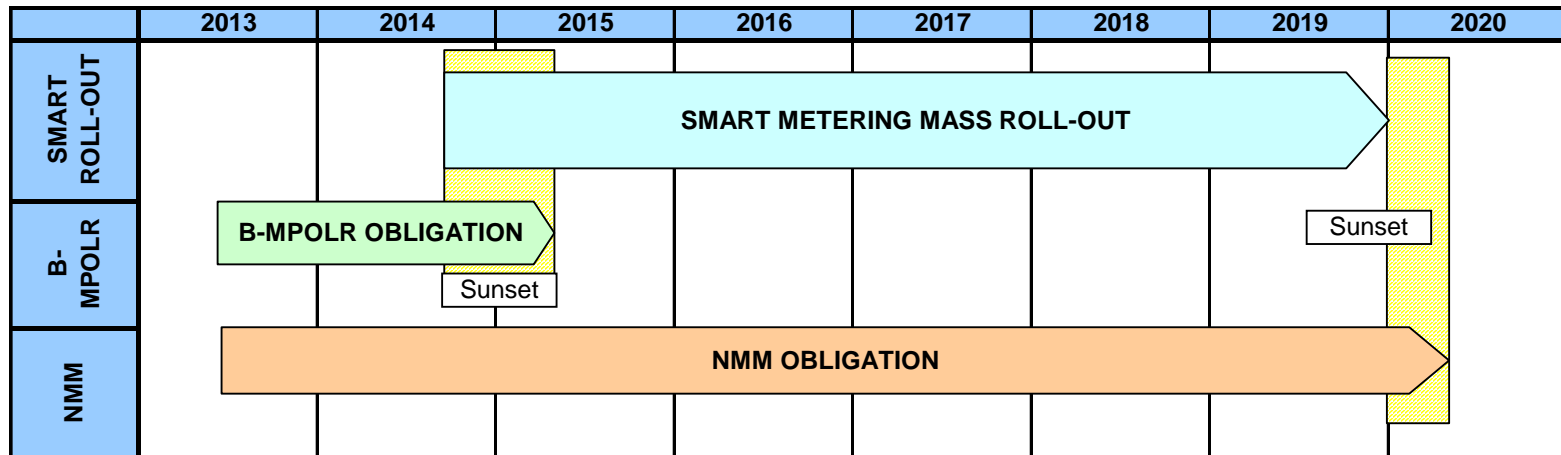 2013 2014 2015 2016 2017 2018 2019 2020
SMART
ROLL-OUT
SMART METERING MASS ROLL-OUT
B-
MPOLR
B-MPOLR OBLIGATION
Sunset
Sunset
NMM
NMM OBLIGATION